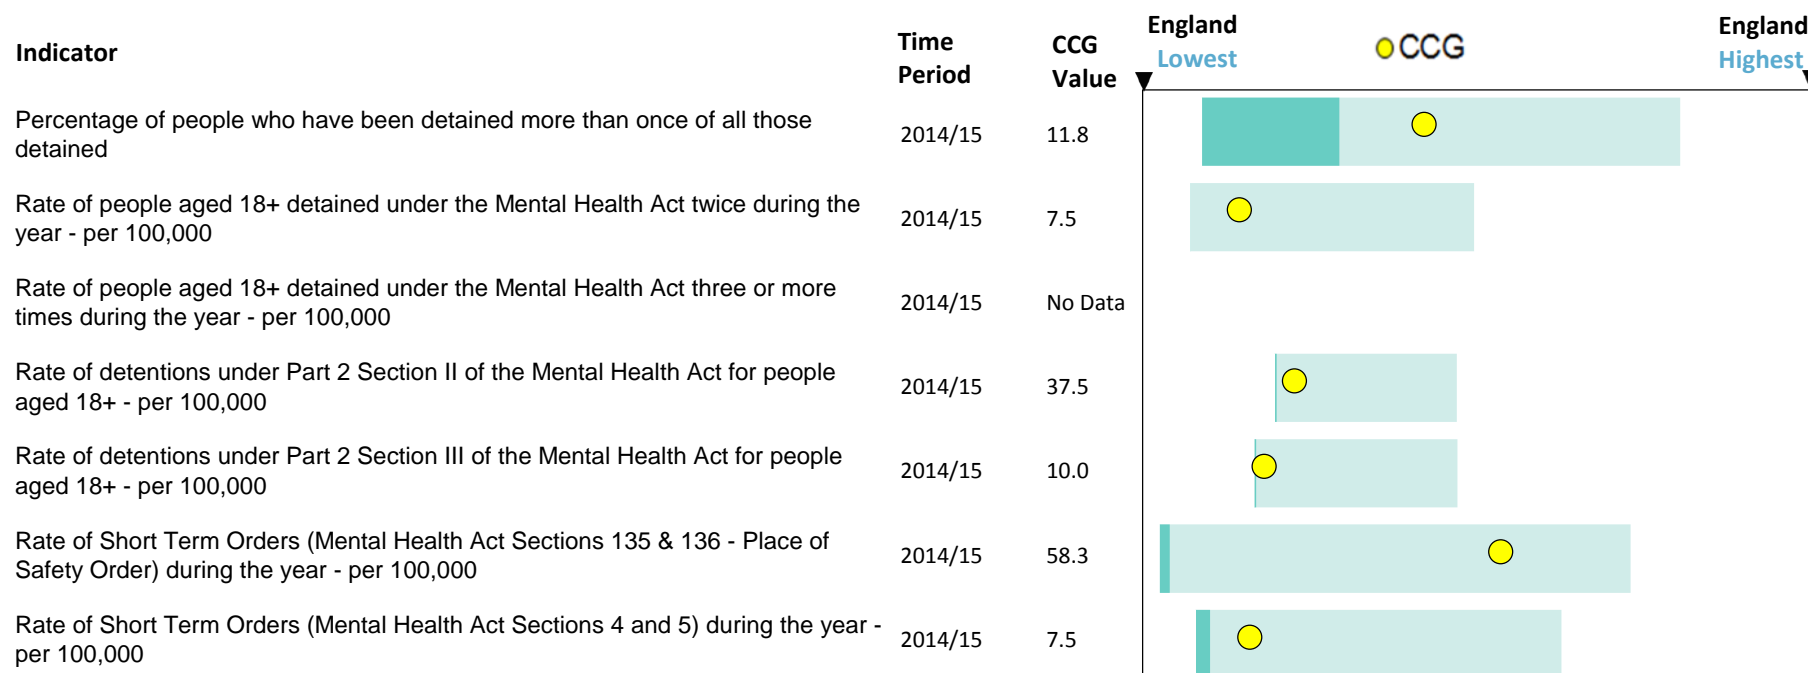 Indicator
Time Period
CCG Value
England Lowest
CCG
England Highest
Percentage of people who have been detained more than once of all those
detained
2014/15
11.8
Rate of people aged 18+ detained under the Mental Health Act twice during the
year - per 100,000
2014/15
7.5
Rate of people aged 18+ detained under the Mental Health Act three or more
times during the year - per 100,000
2014/15
No Data
Rate of detentions under Part 2 Section II of the Mental Health Act for people
aged 18+ - per 100,000
2014/15
37.5
Rate of detentions under Part 2 Section III of the Mental Health Act for people
aged 18+ - per 100,000
2014/15
10.0
Rate of Short Term Orders (Mental Health Act Sections 135 & 136 - Place of
Safety Order) during the year - per 100,000
2014/15
58.3
Rate of Short Term Orders (Mental Health Act Sections 4 and 5) during the year -
per 100,000
2014/15
7.5